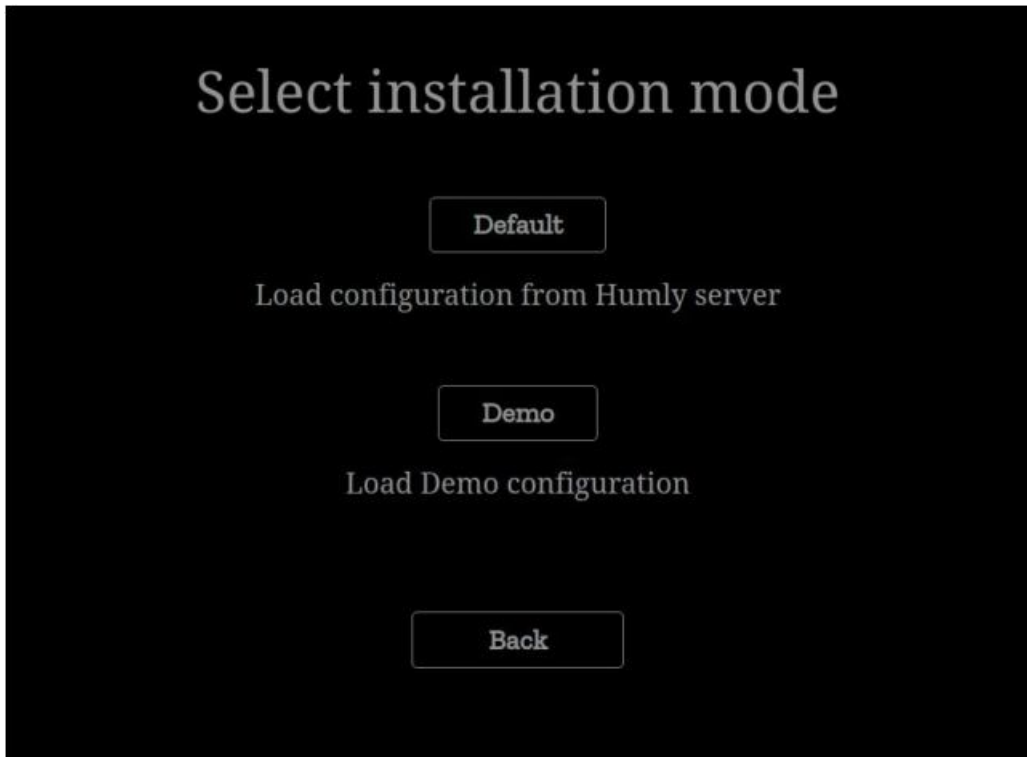 Select installation mode
Default
Load configuration from Humly server
Demo
Load Demo configuration
Back